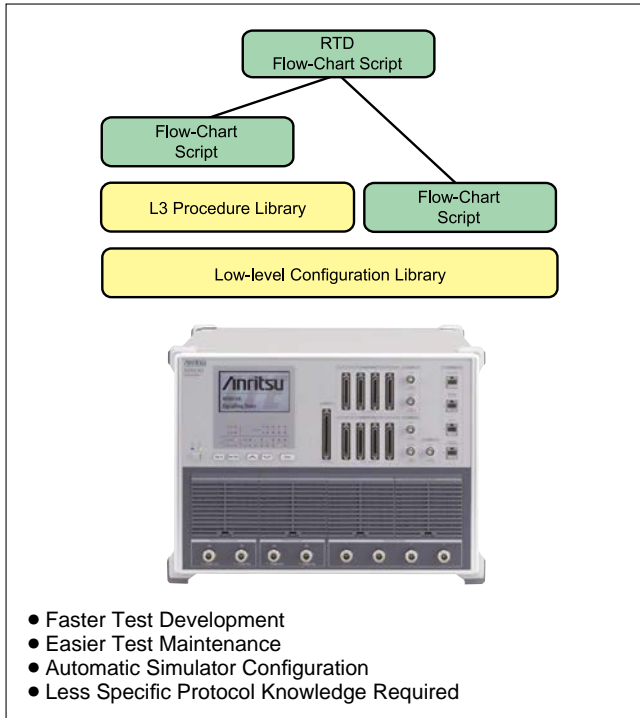 RTD
Flow-Chart Script
Flow-Chart
Script
L3 Procedure Library
Flow-Chart
Script
Low-level Configuration Library
Anritsu
Anritsu
● Faster Test Development
● Easier Test Maintenance
● Automatic Simulator Configuration
● Less Specific Protocol Knowledge Required